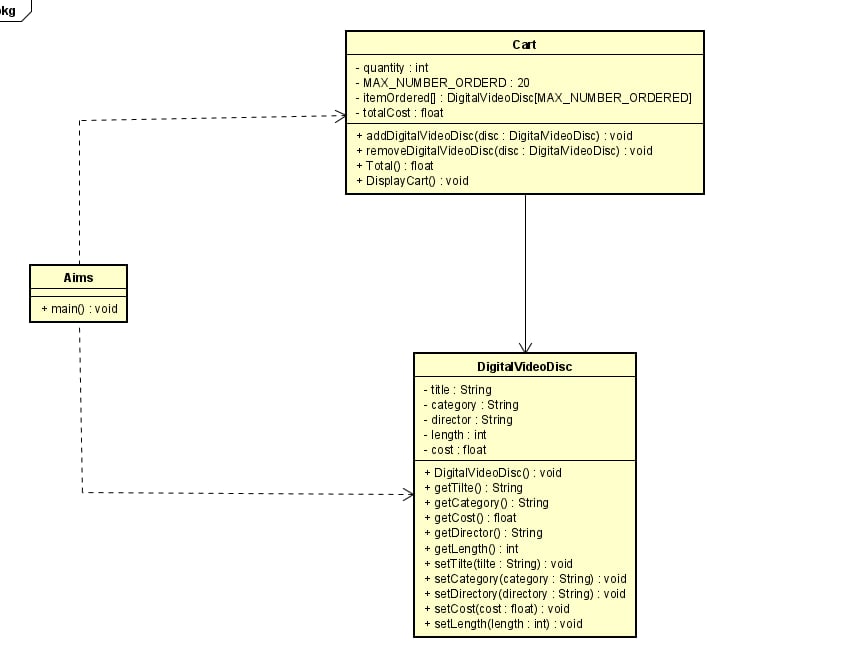 kg
Cart
- quantity : int
- MAX_NUMBER_ORDERD : 20
- itemOrdered[] : DigitalVideoDisc[MAX_NUMBER_ORDERED]
- totalCost : float
+ addDigitalVideoDisc(disc : DigitalVideoDisc) : void
+ removeDigitalVideoDisc(disc : DigitalVideoDisc) : void
+ Total() : float
+ DisplayCart() : void
Aims
+ main() : void
DigitalVideoDisc
- title : String
- category : String
- director : String
- length : int
- cost : float
+ DigitalVideoDisc() : void
+ getTilte() : String
+ getCategory() : String
+ getCost() : float
+ getDirector() : String
+ getLength() : int
+ setTilte(tilte : String) : void
+ setCategory(category : String) : void
+ setDirectory(directory : String) : void
+ setCost(cost : float) : void
+ setLength(length : int) : void